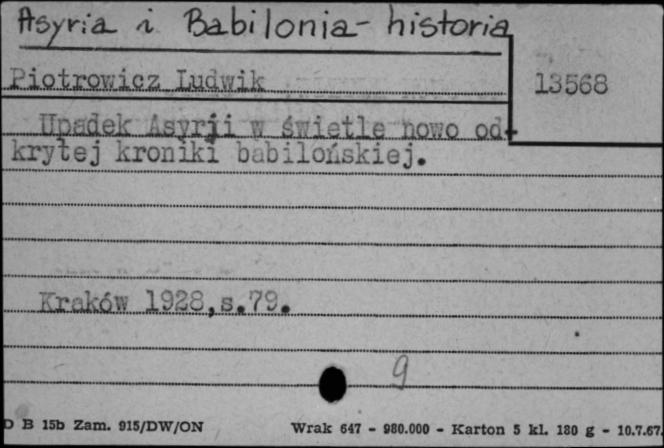 Asyria i Babilonia - historia
Piotrowicz Ludwik
13568
Upadek Asyrji w świetle nowo od-
krytej kroniki babilońskiej.
Kraków 1928,s.79.
9
D B 15b Zam. 915/DW/ON
Wrak 647 - 980.000 - Karton 5 kl. 180 g - 10.7.67.